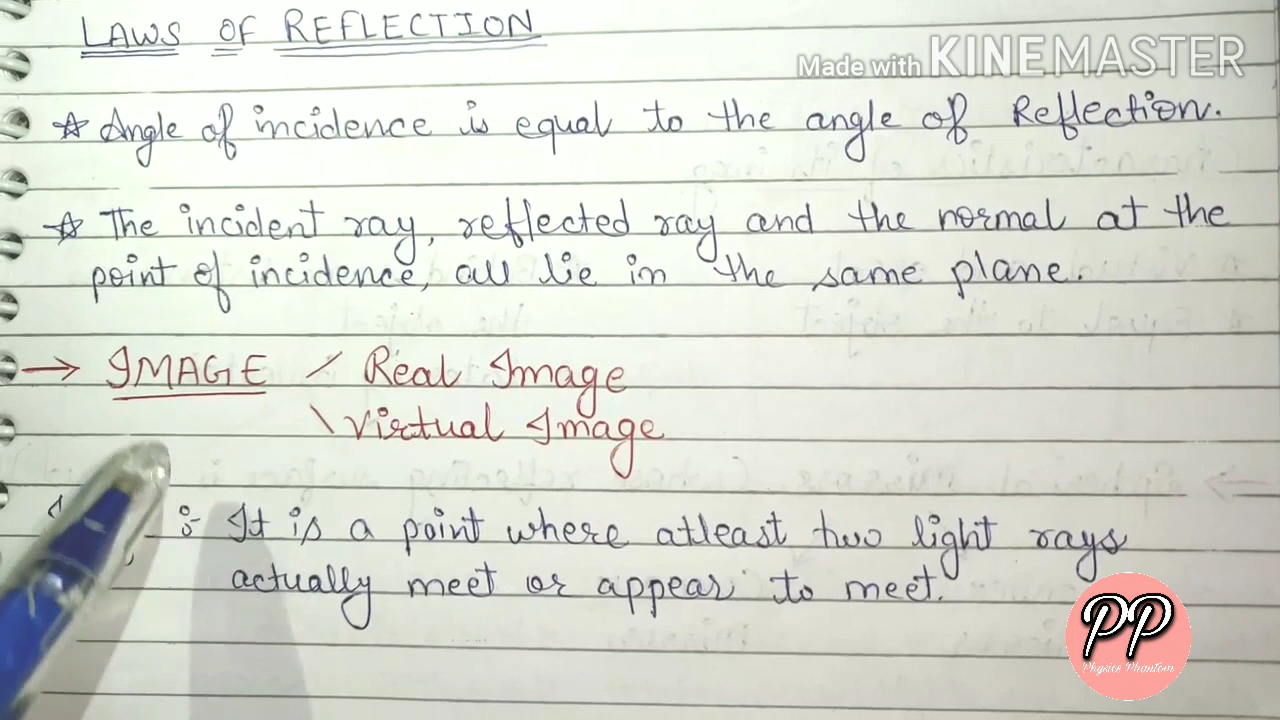 LAWS OF REFLECTION
Made with KINEMASTER
☆ Angle of incidence is equal to the angle of Reflection.
☆ The incident ray, reflected ray and the normal at the
point of incidence, all lie in the same plane.
→ IMAGE / Real Image
\ Virtual Image
:- It is a point where atleast two light rays
actually meet or appear to meet.
PP
Physics Phantom